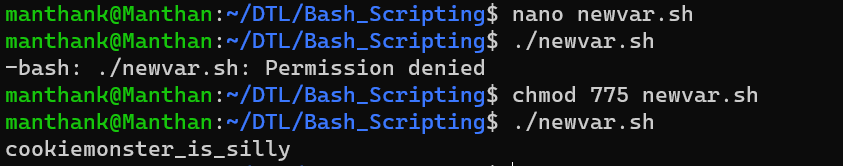 manthank@Manthan:~/DTL/Bash_Scripting$ nano newvar.sh
manthank@Manthan:~/DTL/Bash_Scripting$ ./newvar.sh
-bash: ./newvar.sh: Permission denied
manthank@Manthan:~/DTL/Bash_Scripting$ chmod 775 newvar.sh
manthank@Manthan:~/DTL/Bash_Scripting$ ./newvar.sh
cookiemonster_is_silly